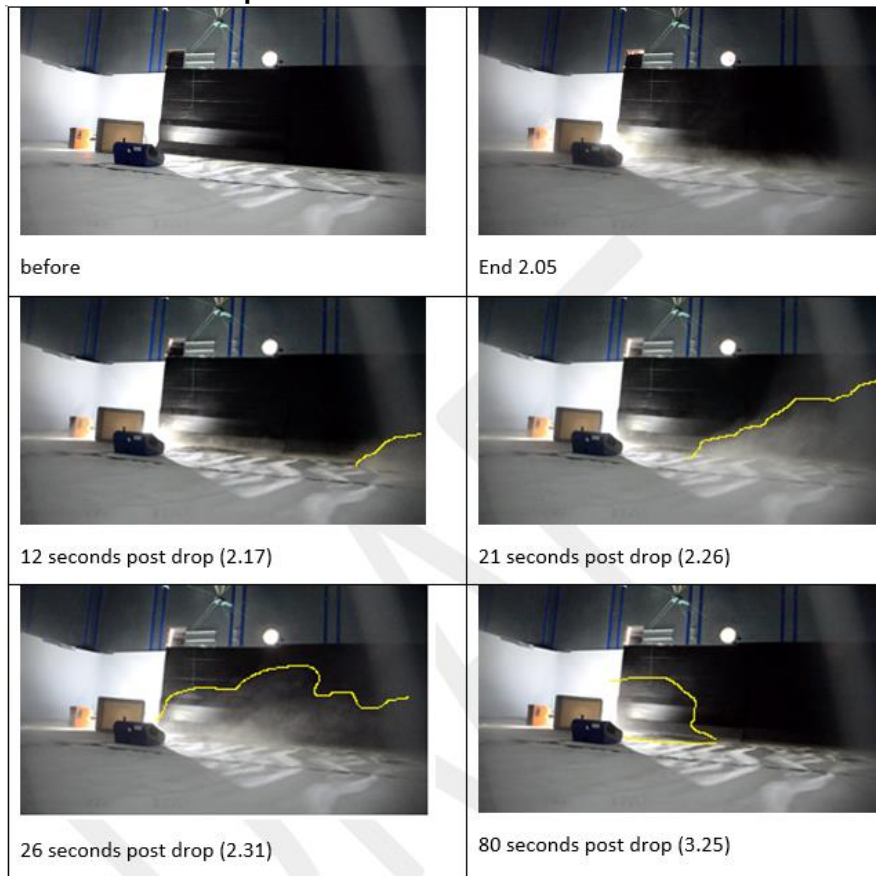 before
End 2.05
12 seconds post drop (2.17)
21 seconds post drop (2.26)
26 seconds post drop (2.31)
80 seconds post drop (3.25)